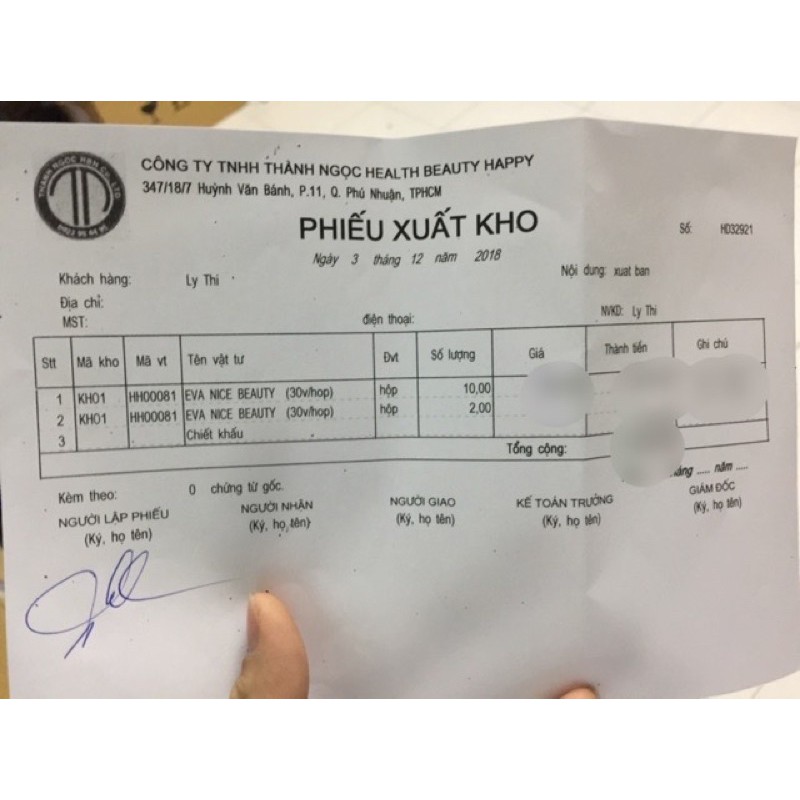 THÀNH NGỌC HBH CO., LTD
CÔNG TY TNHH THÀNH NGỌC HEALTH BEAUTY HAPPY
347/18/7 Huỳnh Văn Bánh, P.11, Q. Phú Nhuận, TPHCM
PHIẾU XUẤT KHO
Số: HD32921
Ngày 3 tháng 12 năm 2018
Khách hàng: Ly Thi
Nội dung: xuat ban
Địa chỉ:
MST:
điện thoại:
NVKD: Ly Thi
Stt Mã kho Mã vt Tên vật tư Đvt Số lượng Giá Thành tiền Ghi chú
1 KHO1 HH00081 EVA NICE BEAUTY (30v/hop) hộp 10,00
2 KHO1 HH00081 EVA NICE BEAUTY (30v/hop) hộp 2,00
3 Chiết khấu
Tổng cộng:
Kèm theo: 0 chứng từ gốc.
..... năm ....
NGƯỜI LẬP PHIẾU NGƯỜI NHẬN NGƯỜI GIAO KẾ TOÁN TRƯỞNG GIÁM ĐỐC
(Ký, họ tên) (Ký, họ tên) (Ký, họ tên) (Ký, họ tên) (Ký, họ tên)